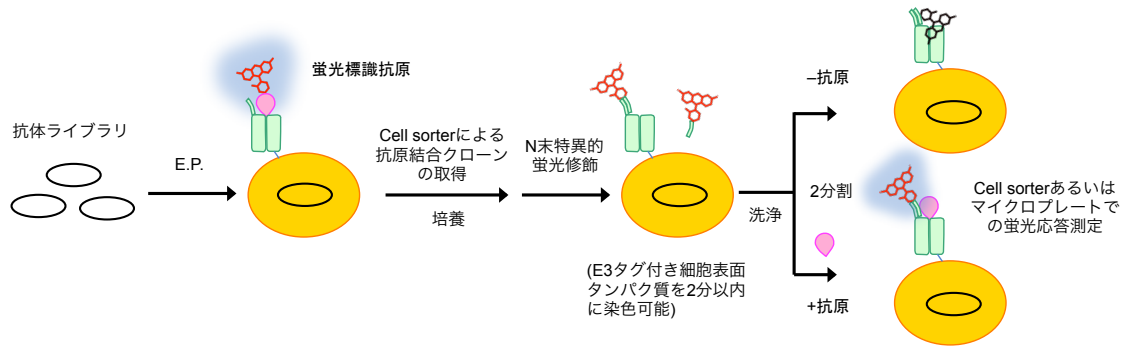 抗体ライブラリ
E.P.
蛍光標識抗原
Cell sorterによる
抗原結合クローン
の取得
培養
N末特異的
蛍光修飾
(E3タグ付き細胞表面
タンパク質を2分以内
に染色可能)
洗浄
2分割
–抗原
+抗原
Cell sorterあるいは
マイクロプレートで
の蛍光応答測定